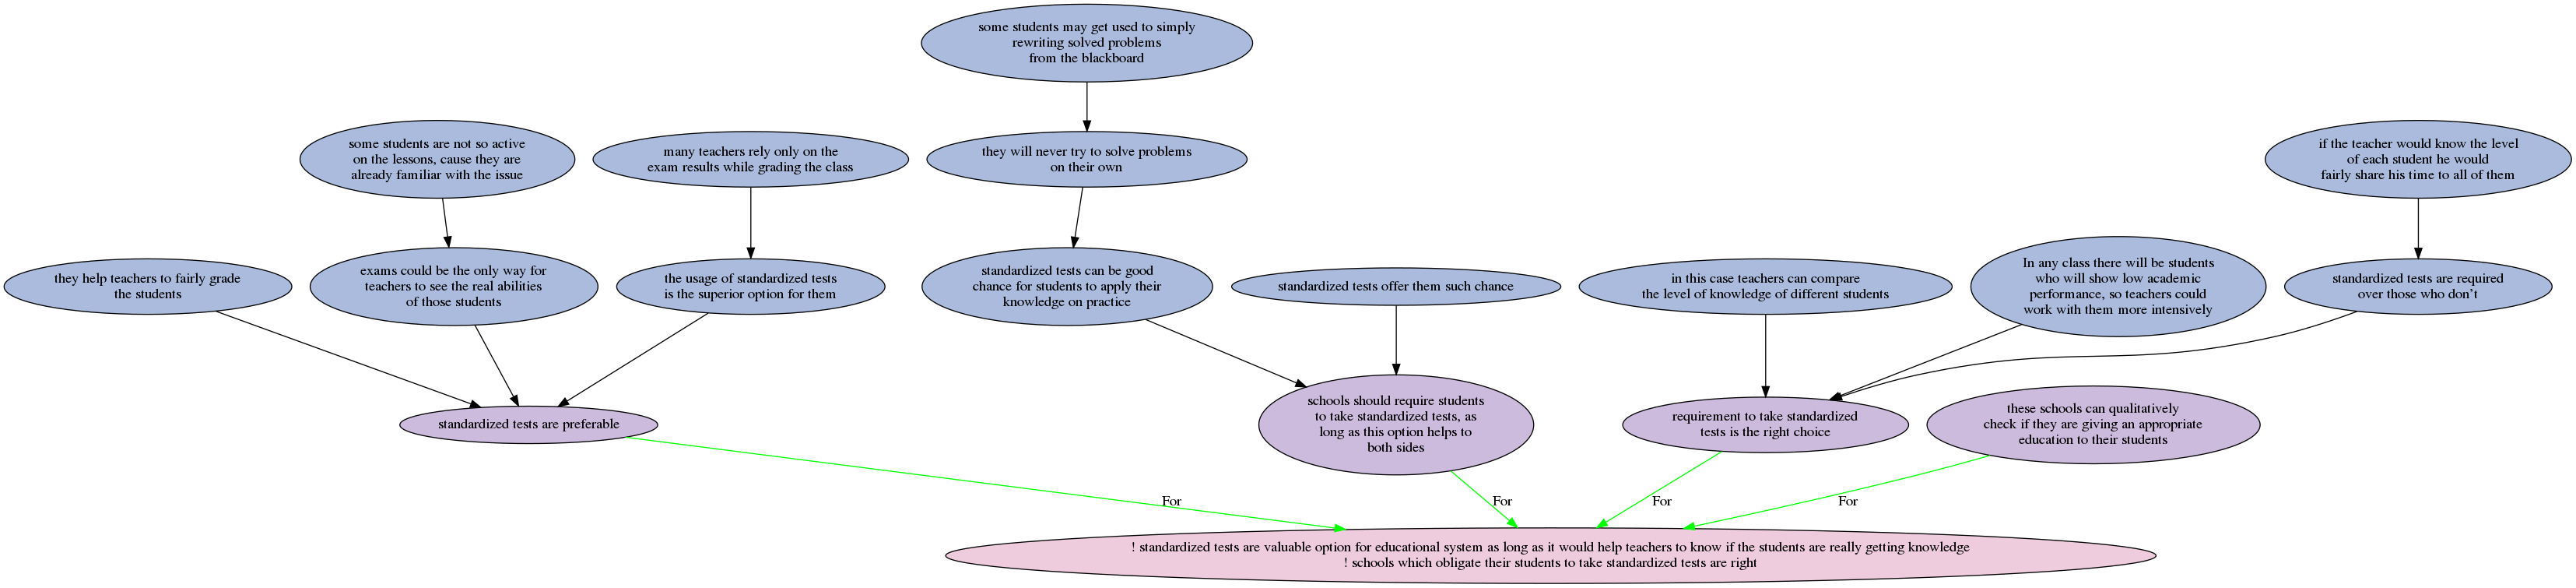 some students may get used to simply
rewriting solved problems
from the blackboard
some students are not so active
on the lessons, cause they are
already familiar with the issue
many teachers rely only on the
exam results while grading the class
they will never try to solve problems
on their own
if the teacher would know the level
of each student he would
fairly share his time to all of them
they help teachers to fairly grade
the students
exams could be the only way for
teachers to see the real abilities
of those students
the usage of standardized tests
is the superior option for them
standardized tests can be good
chance for students to apply their
knowledge on practice
standardized tests offer them such chance
in this case teachers can compare
the level of knowledge of different students
In any class there will be students
who will show low academic
performance, so teachers could
work with them more intensively
standardized tests are required
over those who don't
standardized tests are preferable
schools should require students
to take standardized tests, as
long as this option helps to
both sides
requirement to take standardized
tests is the right choice
these schools can qualitatively
check if they are giving an appropriate
education to their students
For
For
For
For
! standardized tests are valuable option for educational system as long as it would help teachers to know if the students are really getting knowledge
! schools which obligate their students to take standardized tests are right